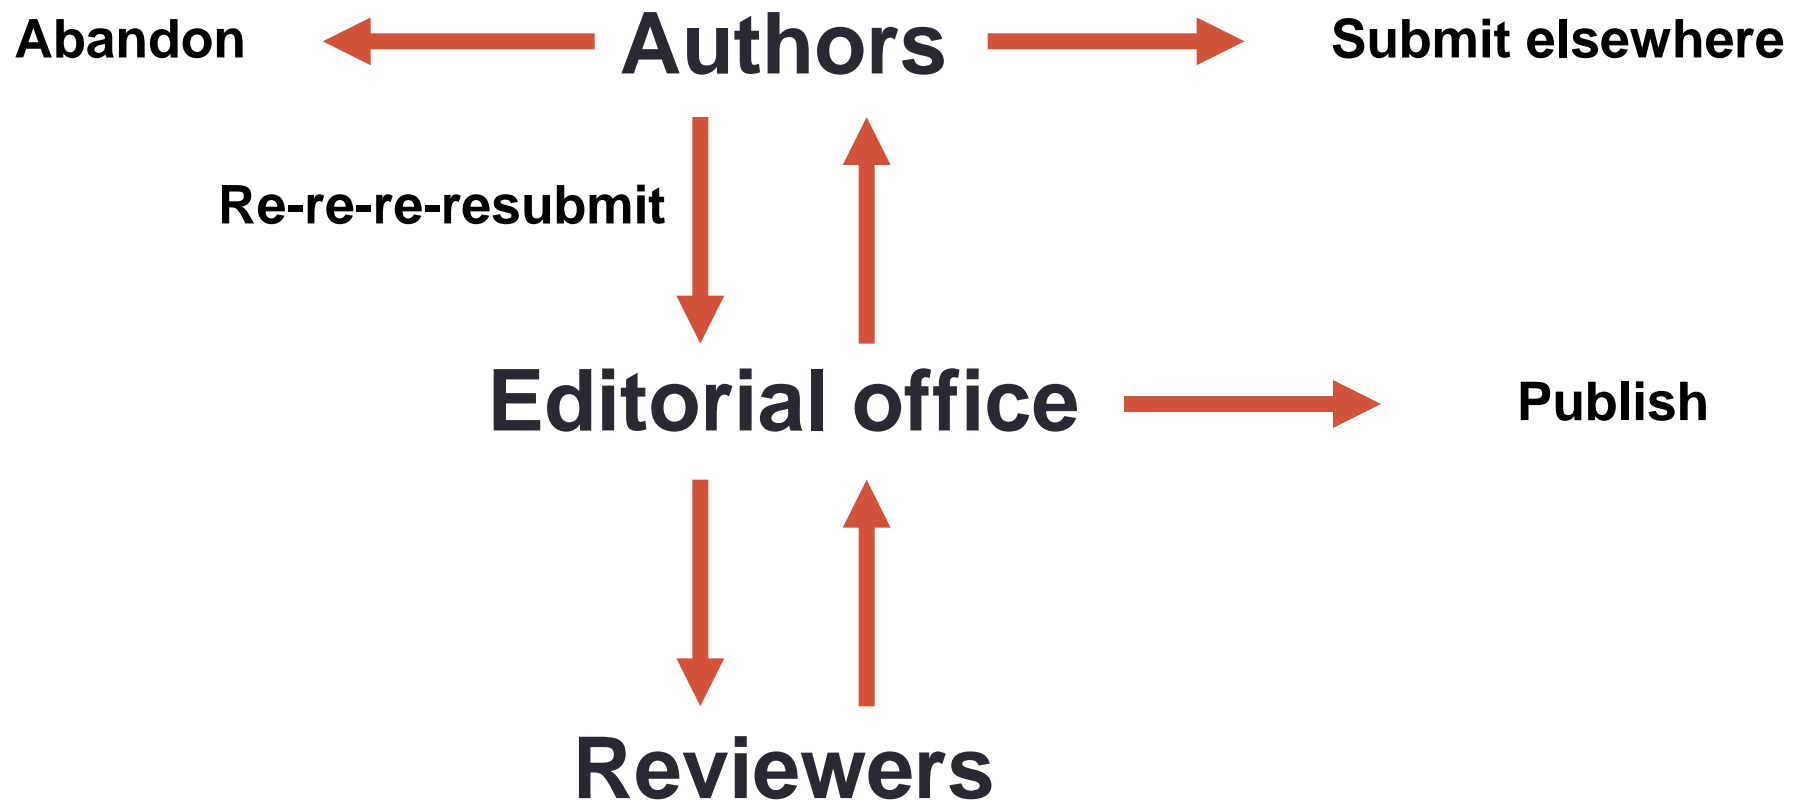 Abandon
Authors
Submit elsewhere
Re-re-re-resubmit
Editorial office
Publish
Reviewers